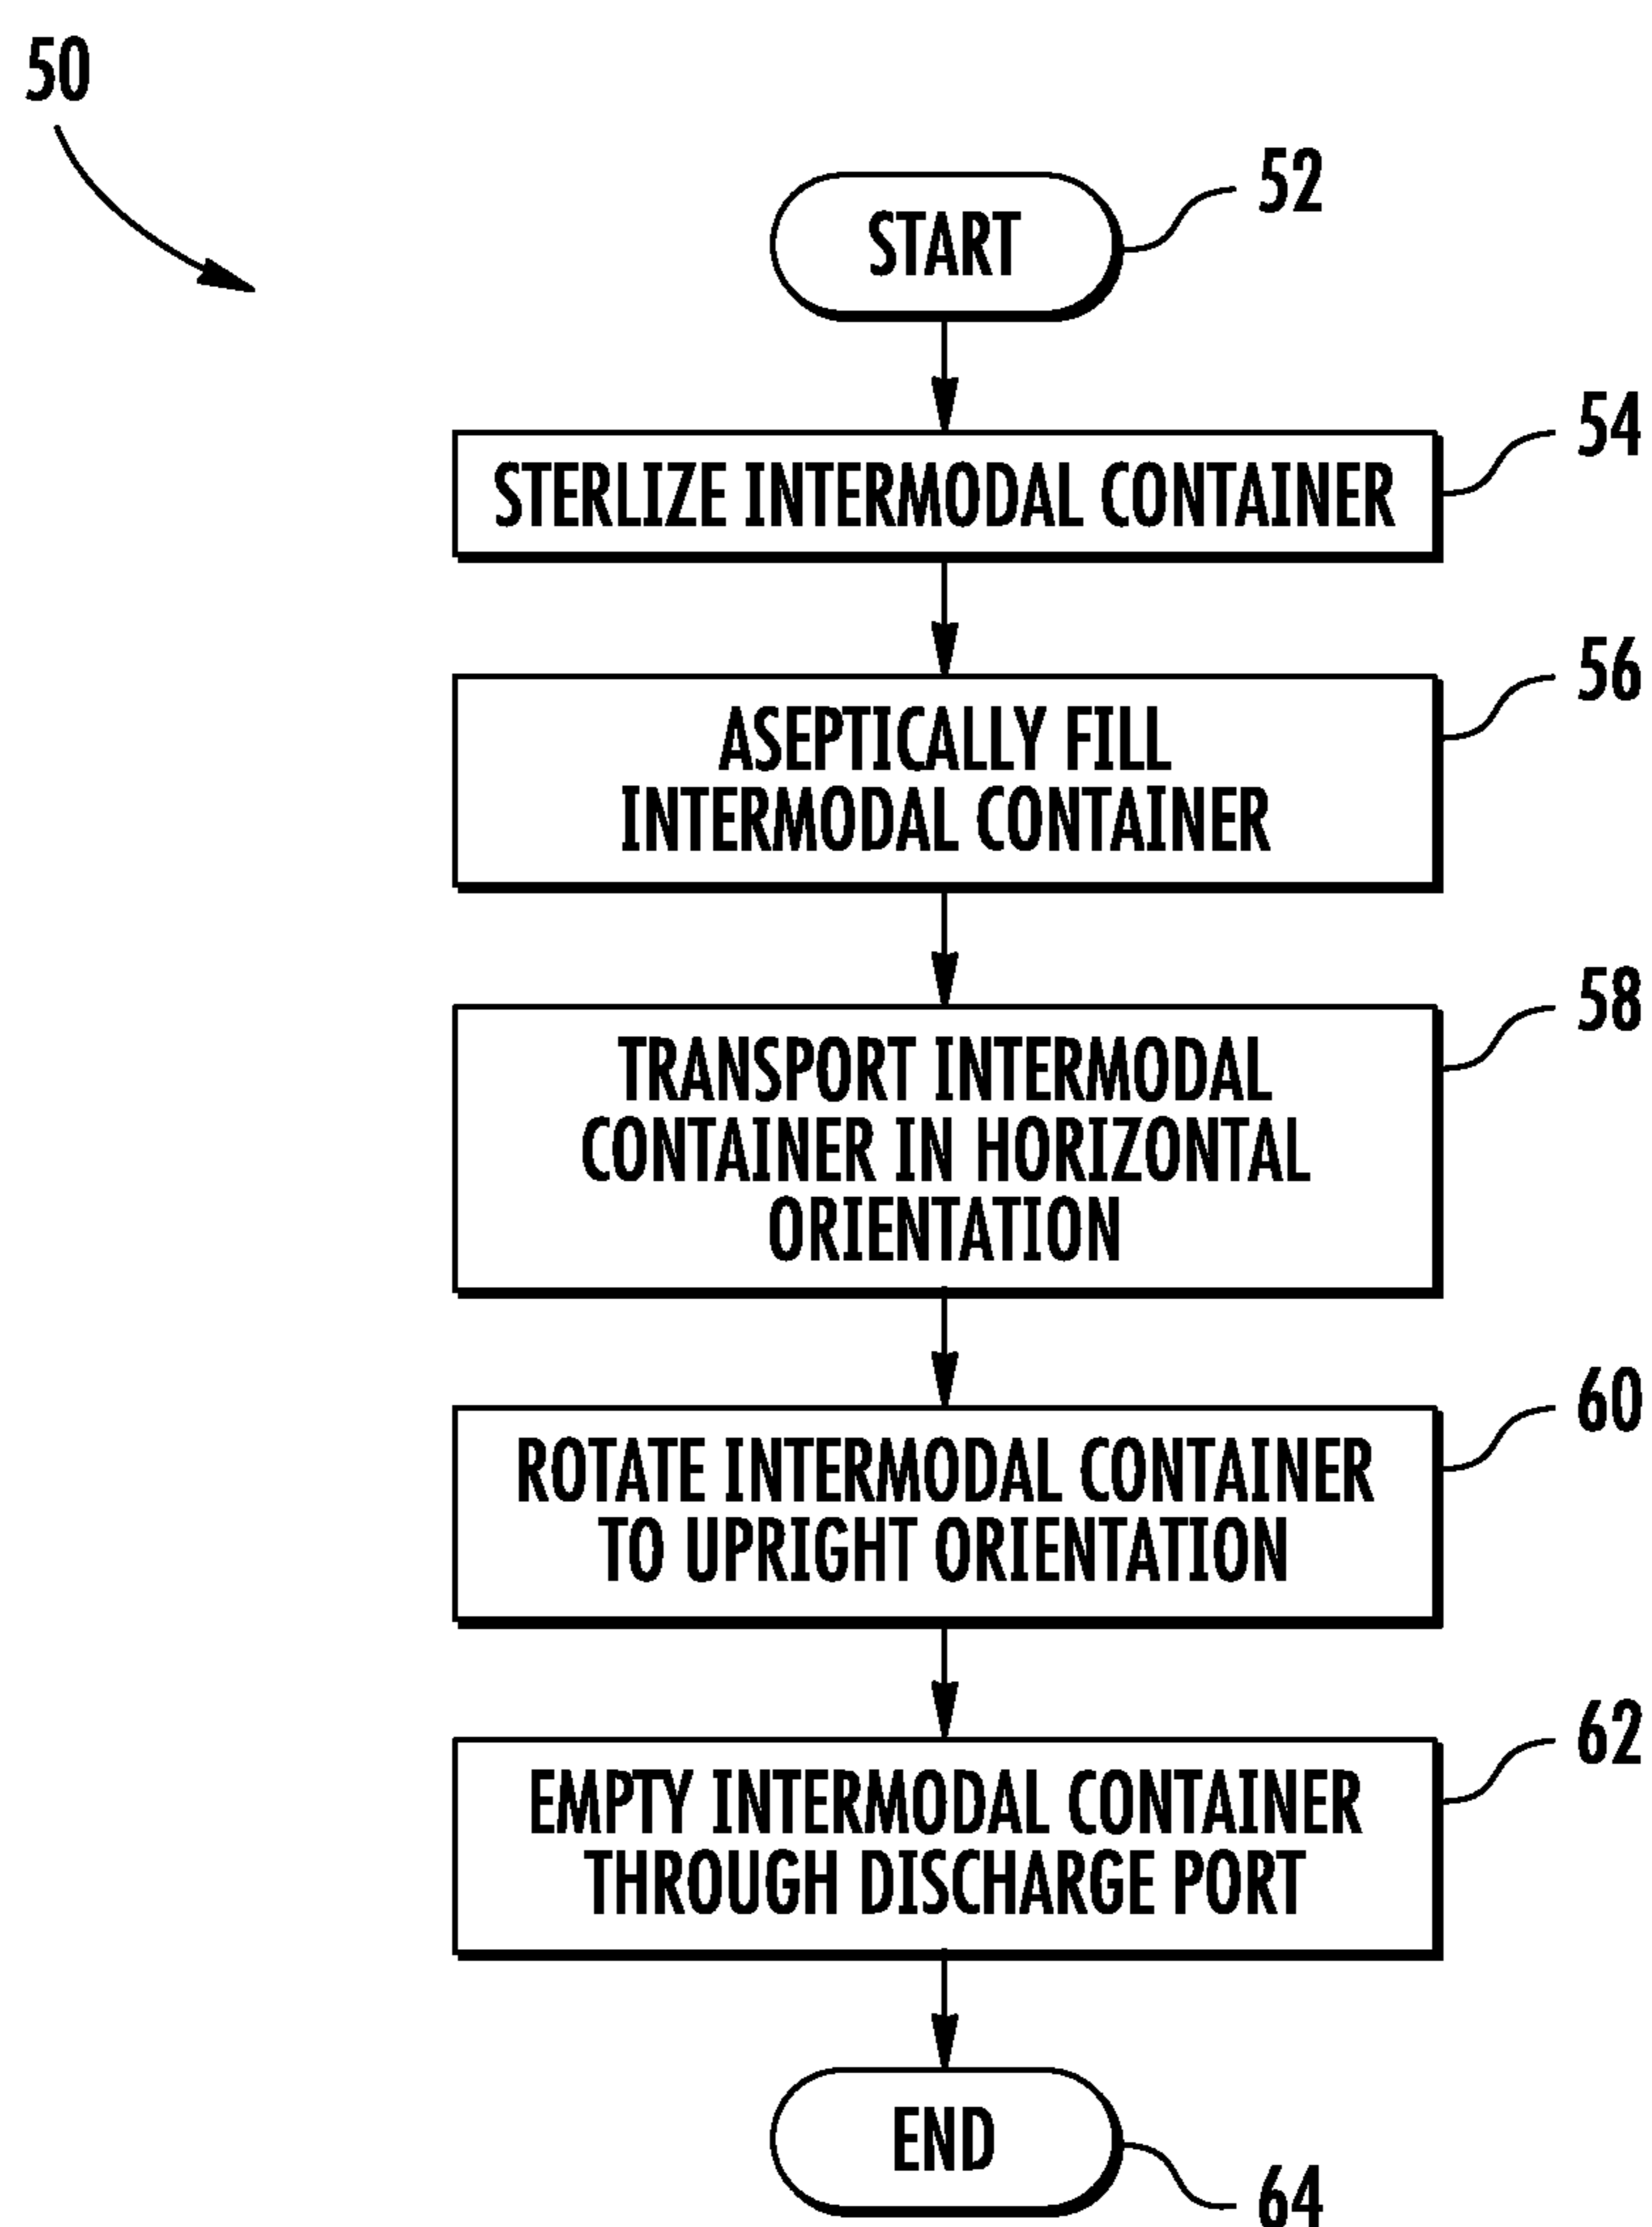 50
START
52
STERLIZE INTERMODAL CONTAINER
54
ASEPTICALLY FILL
INTERMODAL CONTAINER
56
TRANSPORT INTERMODAL
CONTAINER IN HORIZONTAL
ORIENTATION
58
ROTATE INTERMODAL CONTAINER
TO UPRIGHT ORIENTATION
60
EMPTY INTERMODAL CONTAINER
THROUGH DISCHARGE PORT
62
END
64